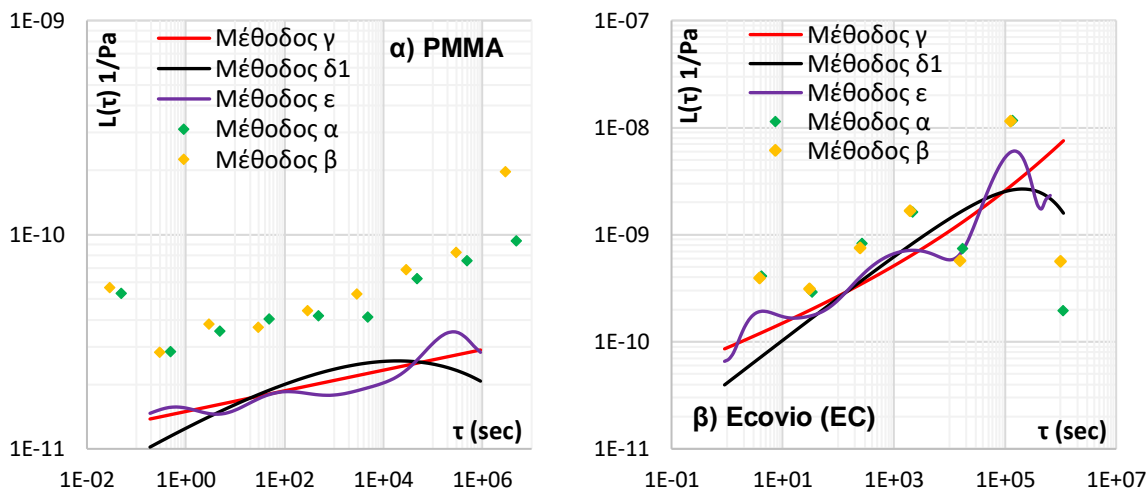 1E-09
1E-10
1E-11
1E-02
1E+00
1E+02
1E+04
1E+06
L(τ) 1/Pa
τ (sec)
α) PMMA
Μέθοδος γ
Μέθοδος δ1
Μέθοδος ε
Μέθοδος α
Μέθοδος β
1E-07
1E-08
1E-09
1E-10
1E-11
1E-01
1E+01
1E+03
1E+05
1E+07
L(τ) 1/Pa
τ (sec)
β) Ecovio (EC)
Μέθοδος γ
Μέθοδος δ1
Μέθοδος ε
Μέθοδος α
Μέθοδος β